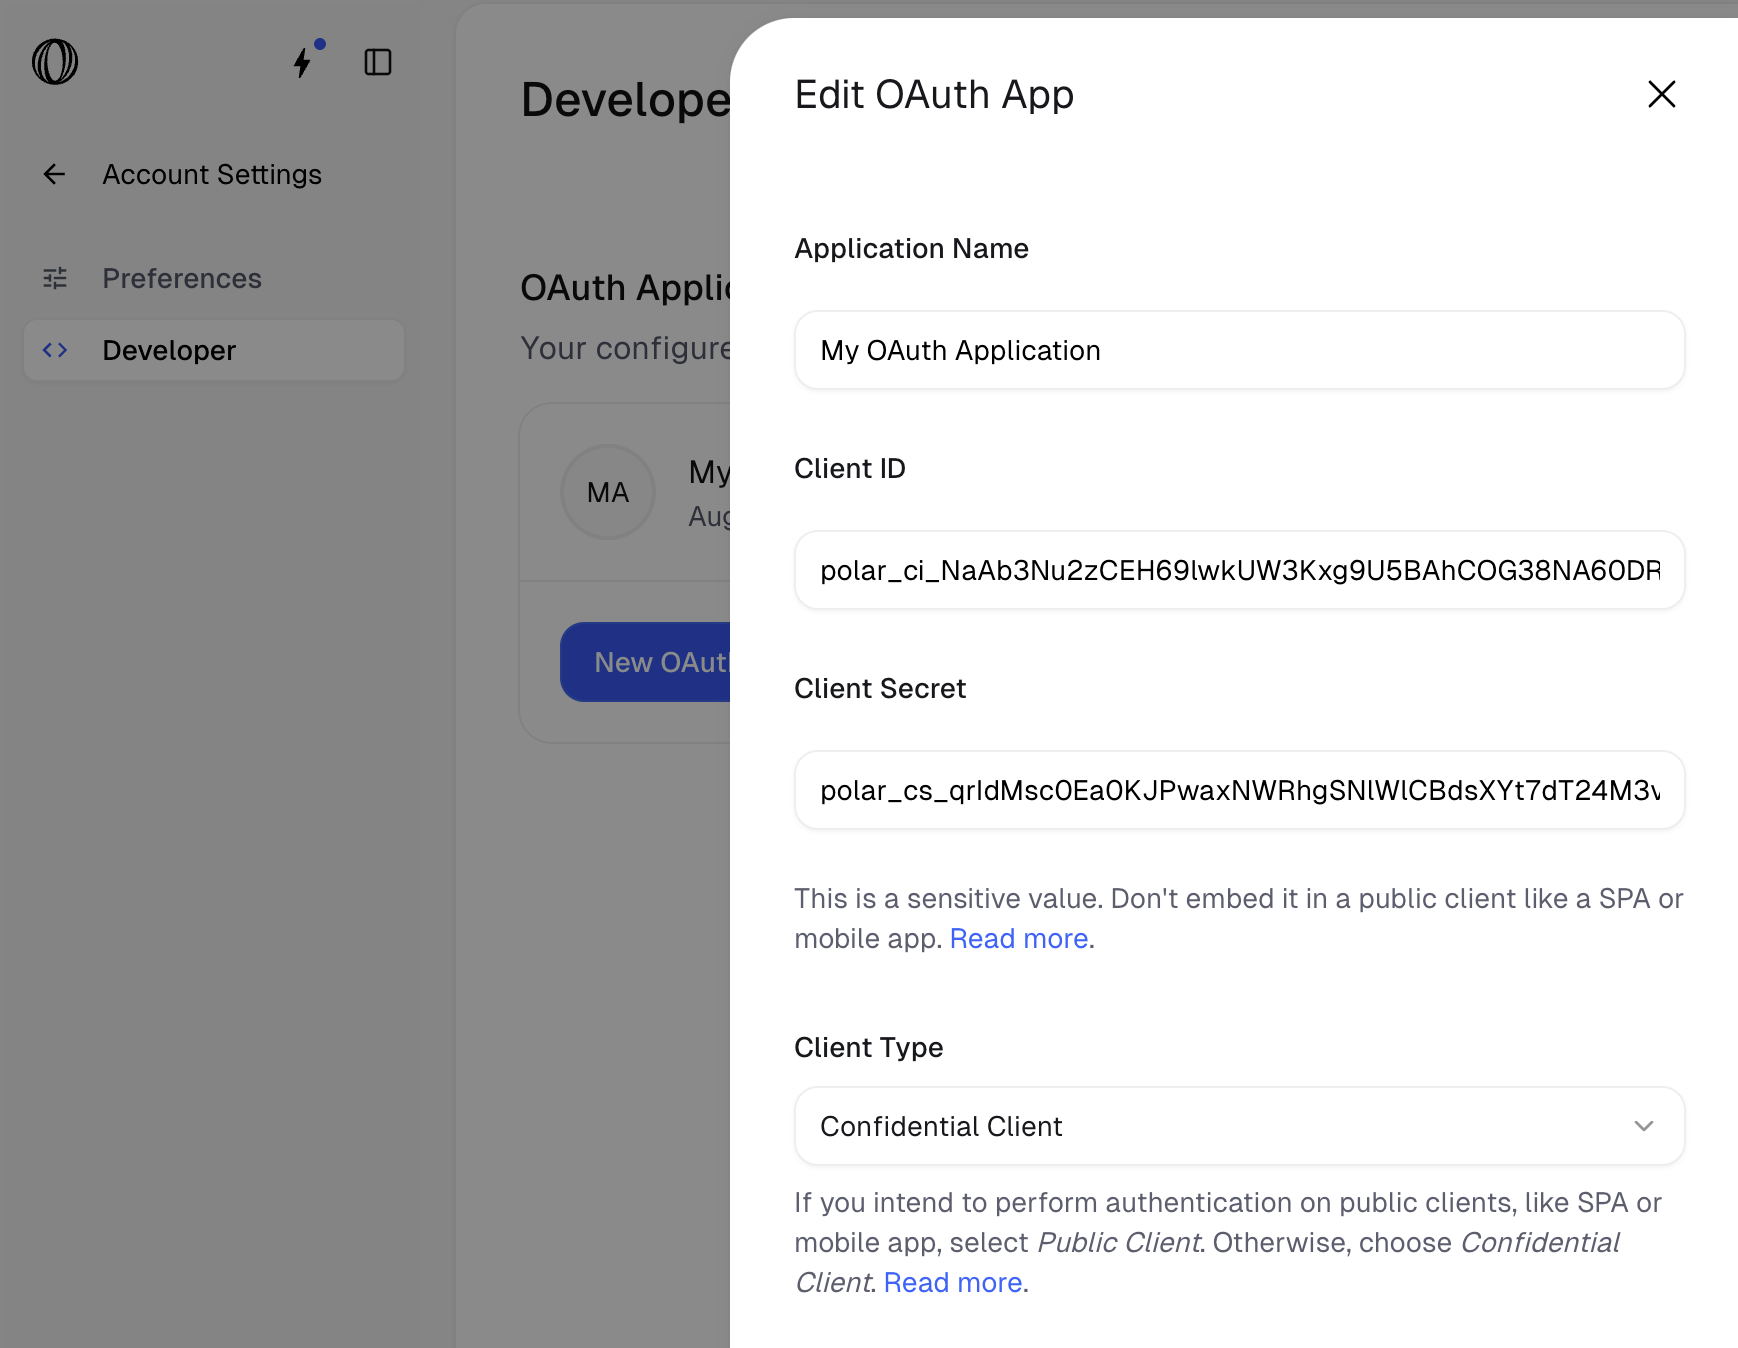 Account Settings
Preferences
Developer
Develope
OAuth Applic
Your configure
MA
My
Aug
New OAuth
Edit OAuth App
Application Name
My OAuth Application
Client ID
polar_ci_NaAb3Nu2zCEH69lwkUW3Kxg9U5BAhCOG38NA60DR
Client Secret
polar_cs_qrIdMsc0Ea0KJPwaxNWRhgSNlWlCBdsXYt7dT24M3v
This is a sensitive value. Don't embed it in a public client like a SPA or
mobile app. Read more.
Client Type
Confidential Client
If you intend to perform authentication on public clients, like SPA or
mobile app, select Public Client. Otherwise, choose Confidential
Client. Read more.